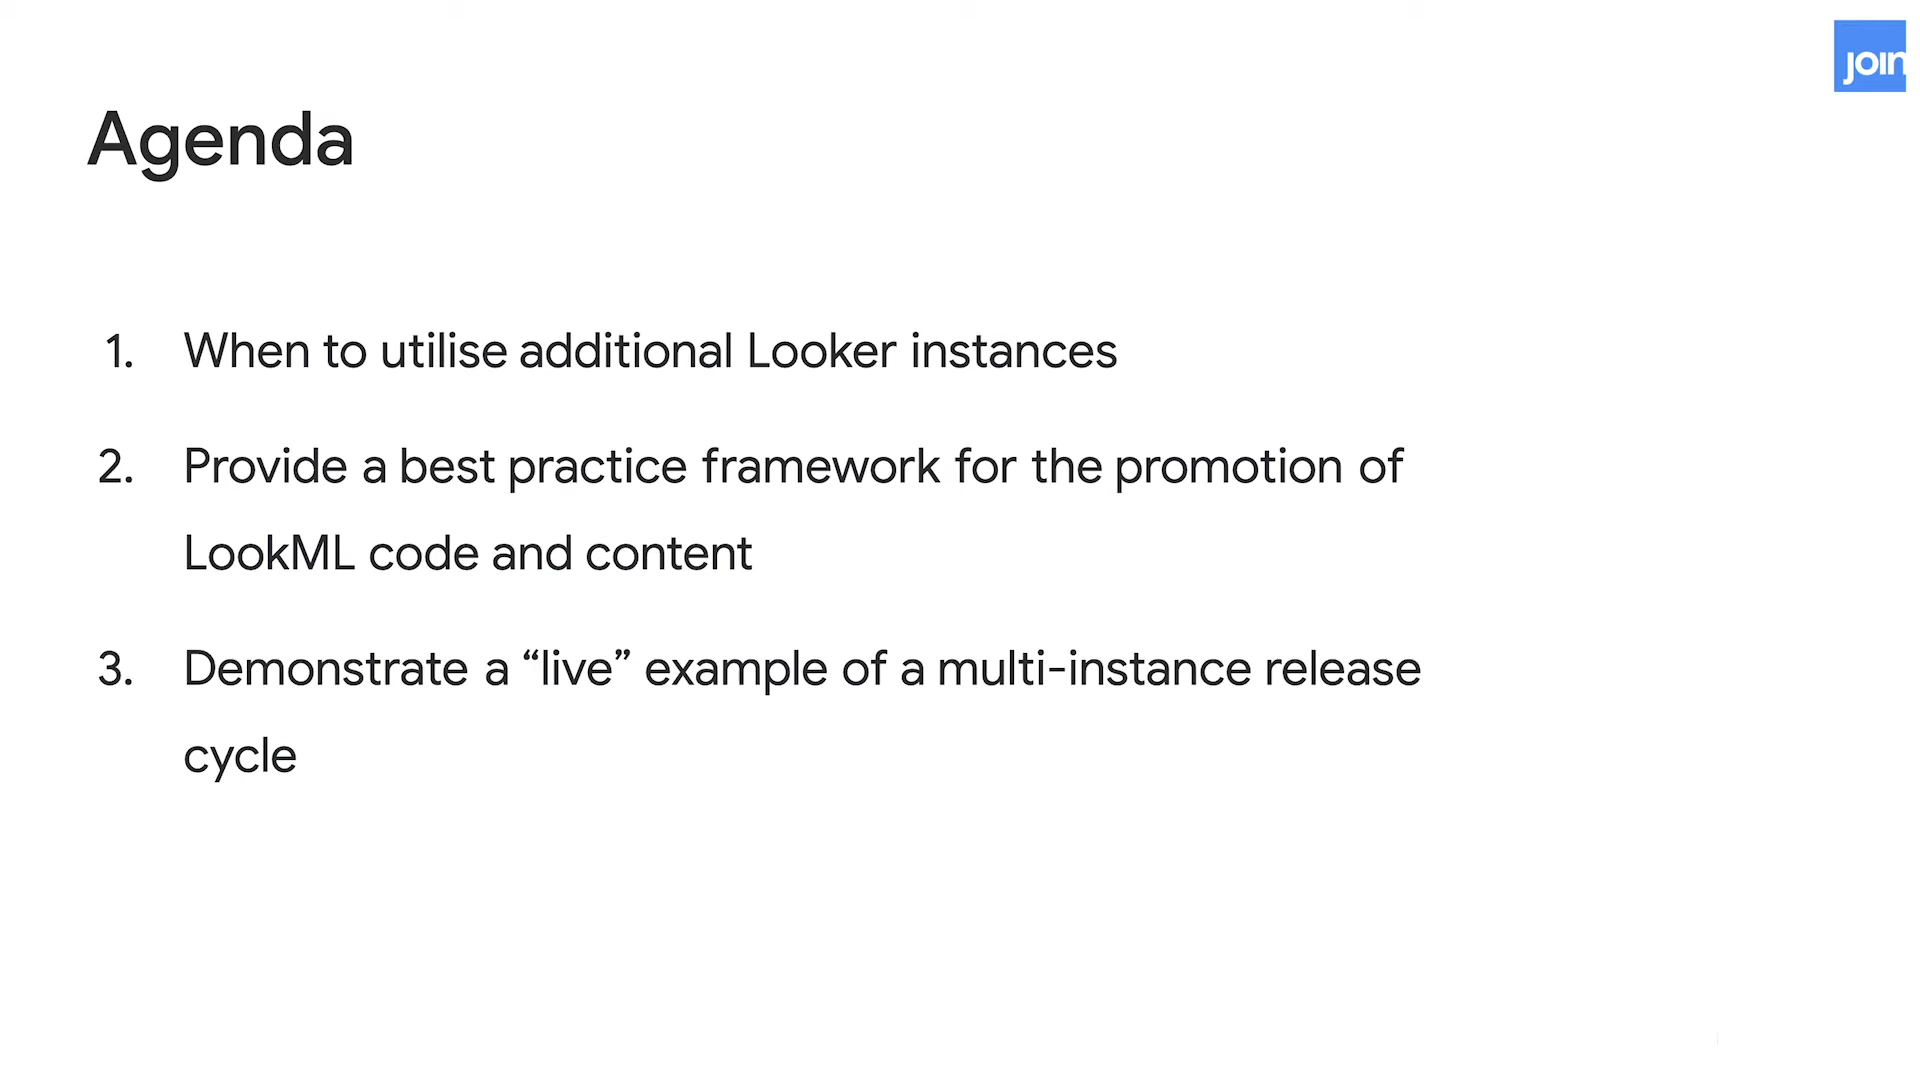 join
Agenda
1. When to utilise additional Looker instances
2. Provide a best practice framework for the promotion of
LookML code and content
3. Demonstrate a “live” example of a multi-instance release
cycle